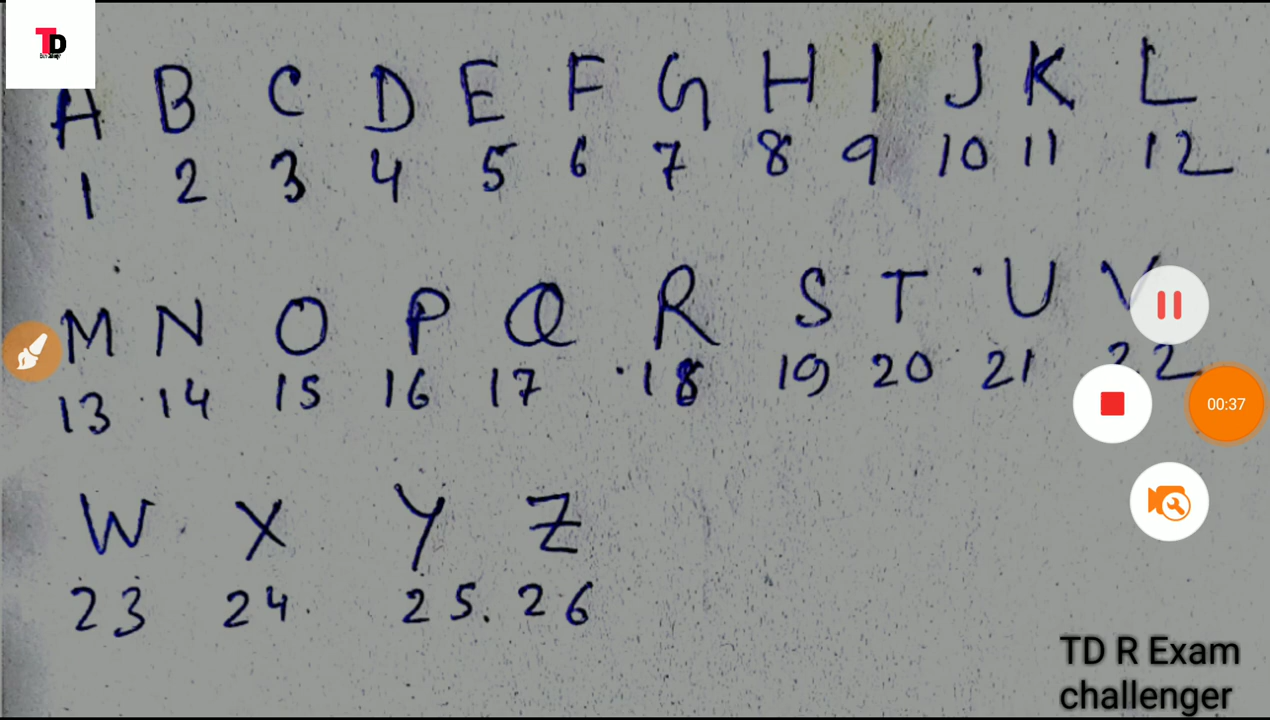 TD
A B C D E F G H I J K L
1 2 3 4 5 6 7 8 9 10 11 12
M N O P Q R S T U V
13 14 15 16 17 18 19 20 21 22
00:37
W X Y Z
23 24. 25. 26
TD R Exam
challenger